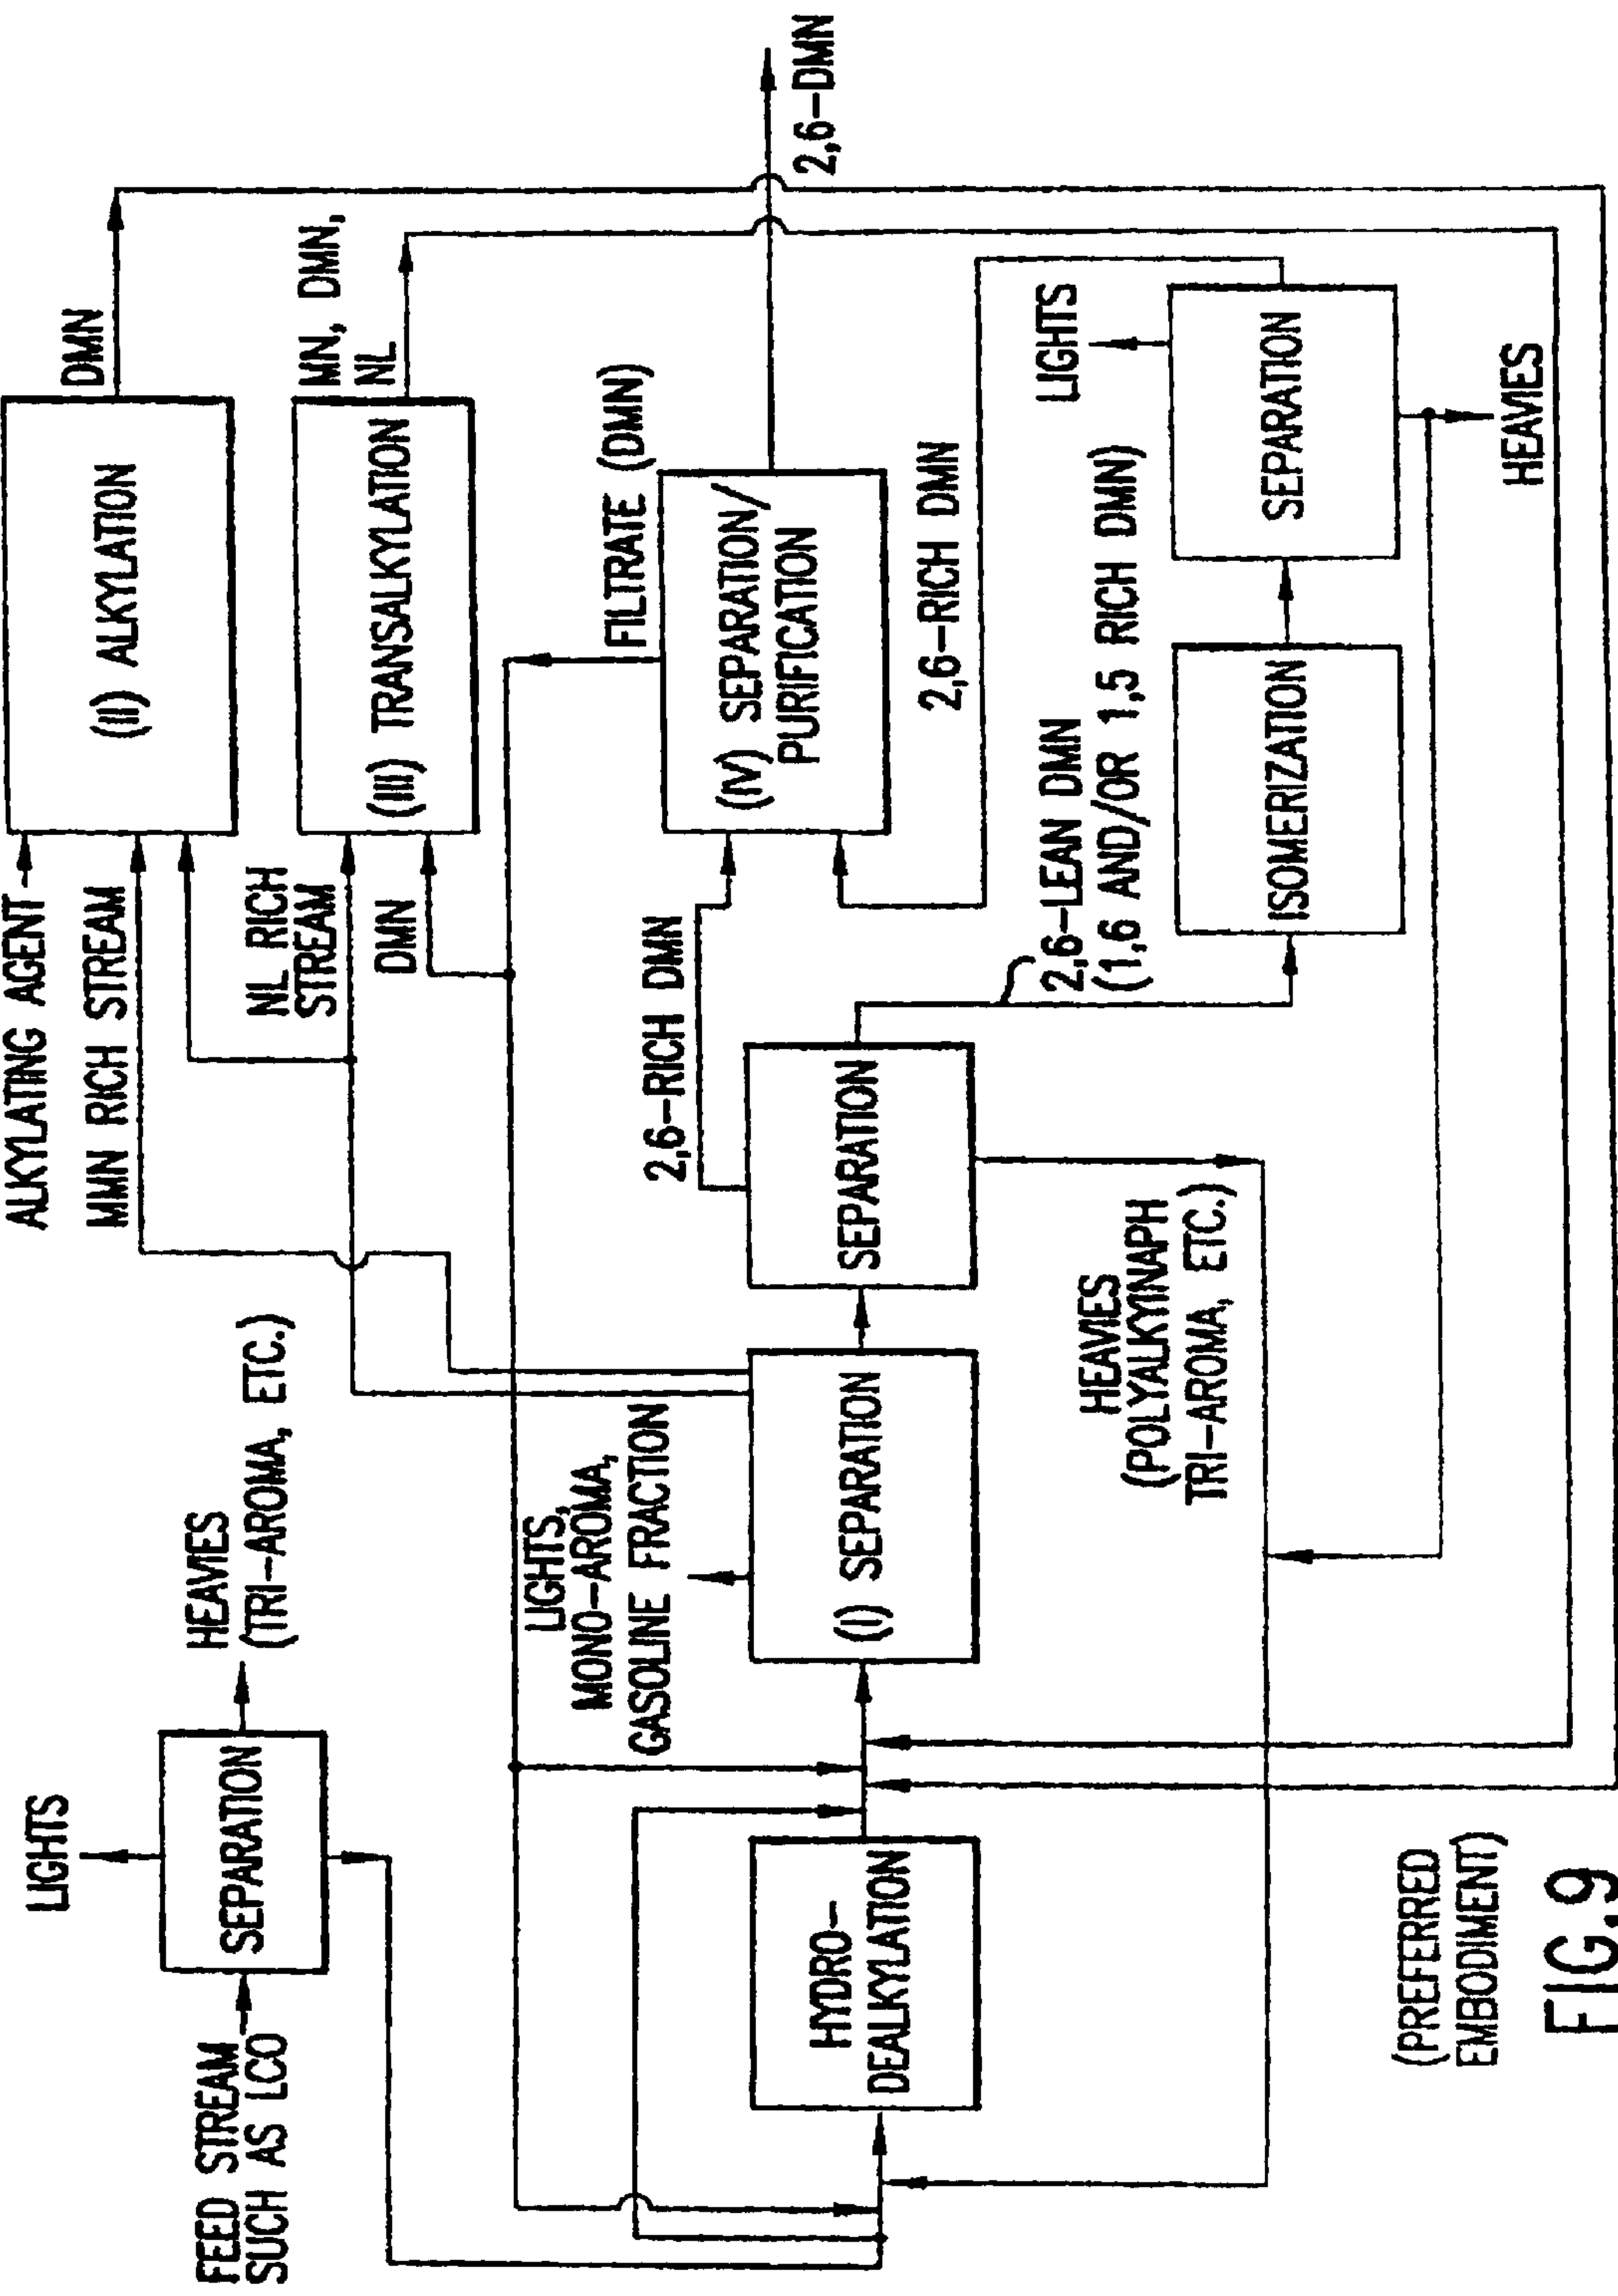 FEED STREAM
SUCH AS LCO
SEPARATION
LIGHTS
HEAVIES
(TRI-AROMA, ETC.)
ALKYLATING AGENT
MMN RICH STREAM
(II) ALKYLATION
DMN
NL RICH
STREAM
DMN
(III) TRANSALKYLATION
MN, DMN,
NL
FILTRATE (DMN)
HYDRO-
DEALKYLATION
LIGHTS,
MONO-AROMA,
GASOLINE FRACTION
(I) SEPARATION
SEPARATION
2,6-RICH DMN
(IV) SEPARATION/
PURIFICATION
2,6-DMN
2,6-RICH DMN
2,6-LEAN DMN
(1,6 AND/OR 1,5 RICH DMN)
HEAVIES
(POLYALKYINAPH
TRI-AROMA, ETC.)
ISOMERIZATION
SEPARATION
LIGHTS
HEAVIES
(PREFERRED
EMBODIMENT)
FIG.9